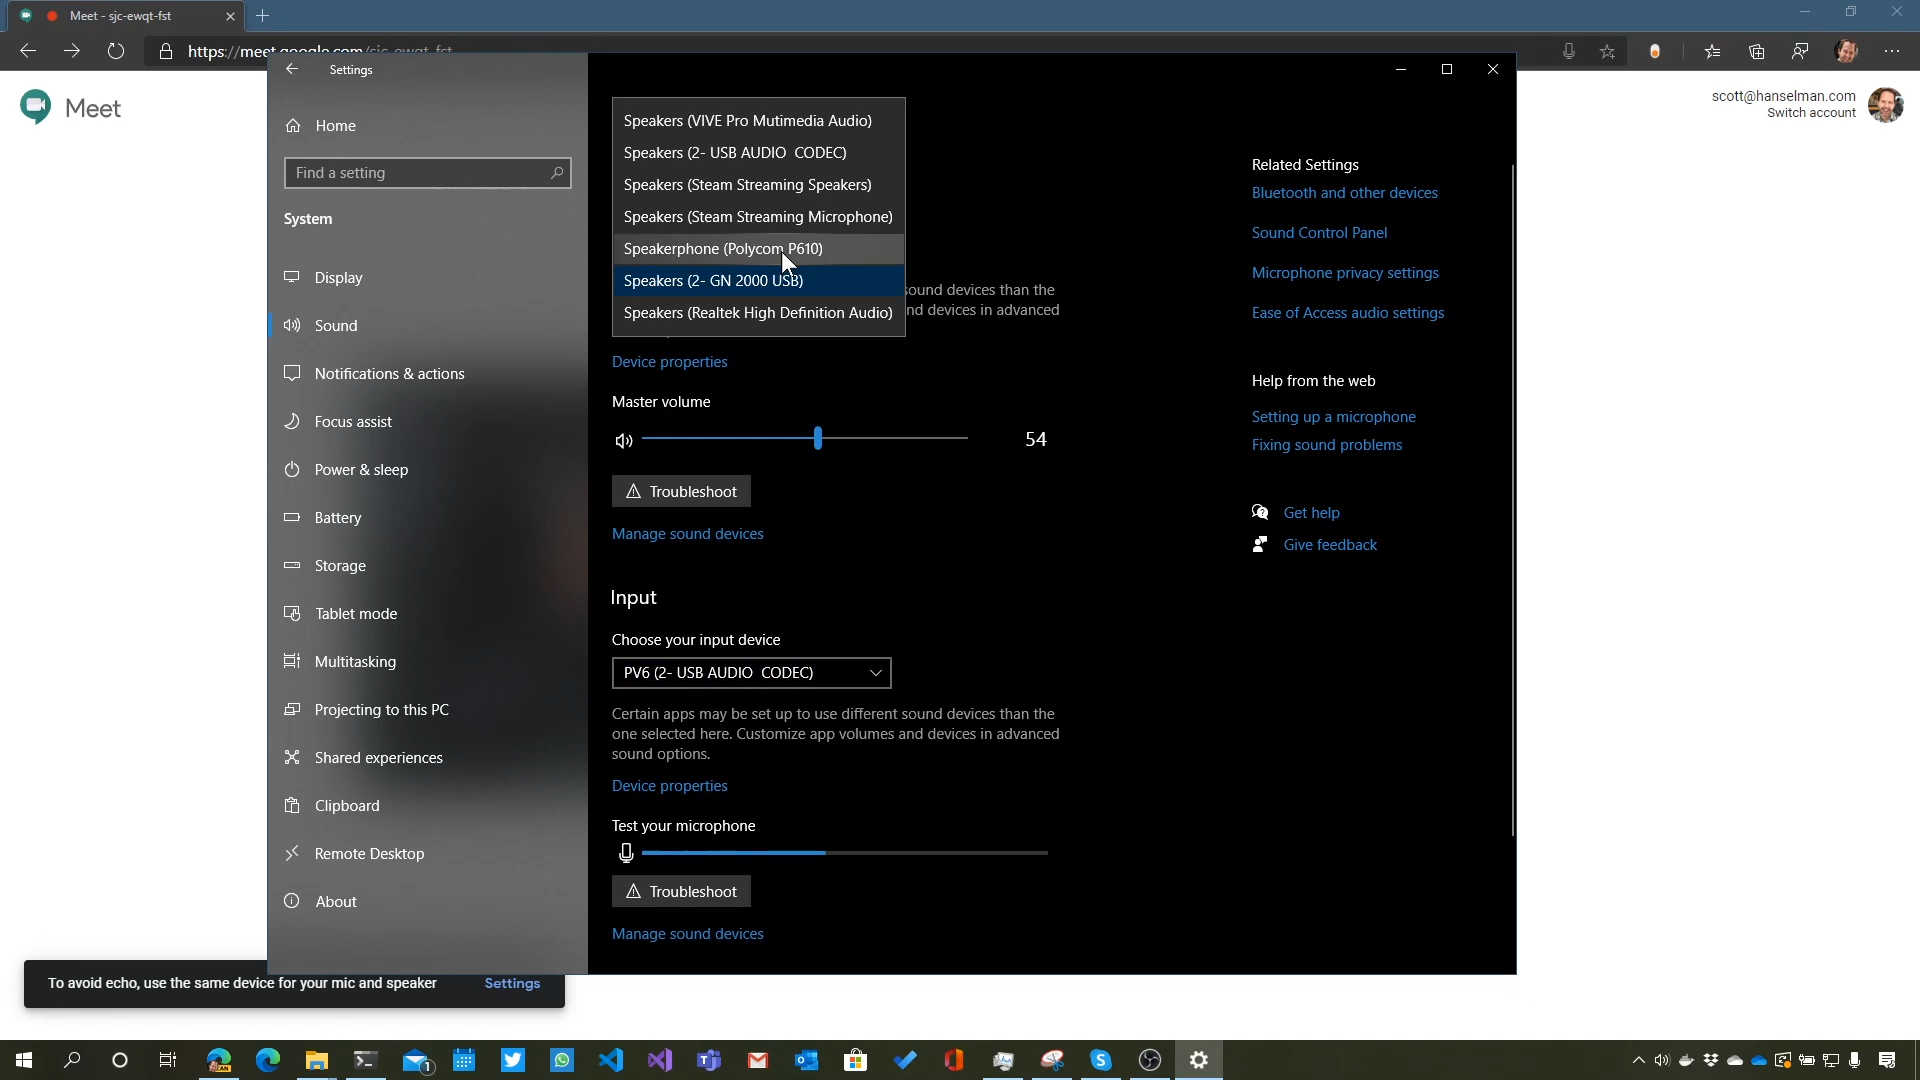 Meet - sjc-ewqt-fst
https://meet.google.com/sjc-ewqt-fst
Meet
scott@hanselman.com
Switch account
Settings
Home
Find a setting
System
Display
Sound
Notifications & actions
Focus assist
Power & sleep
Battery
Storage
Tablet mode
Multitasking
Projecting to this PC
Shared experiences
Clipboard
Remote Desktop
About
Speakers (VIVE Pro Mutimedia Audio)
Speakers (2- USB AUDIO  CODEC)
Speakers (Steam Streaming Speakers)
Speakers (Steam Streaming Microphone)
Speakerphone (Polycom P610)
Speakers (2- GN 2000 USB)
Speakers (Realtek High Definition Audio)
sound devices than the
nd devices in advanced
Device properties
Master volume
54
Troubleshoot
Manage sound devices
Input
Choose your input device
PV6 (2- USB AUDIO  CODEC)
Certain apps may be set up to use different sound devices than the
one selected here. Customize app volumes and devices in advanced
sound options.
Device properties
Test your microphone
Troubleshoot
Manage sound devices
Related Settings
Bluetooth and other devices
Sound Control Panel
Microphone privacy settings
Ease of Access audio settings
Help from the web
Setting up a microphone
Fixing sound problems
Get help
Give feedback
To avoid echo, use the same device for your mic and speaker
Settings
1